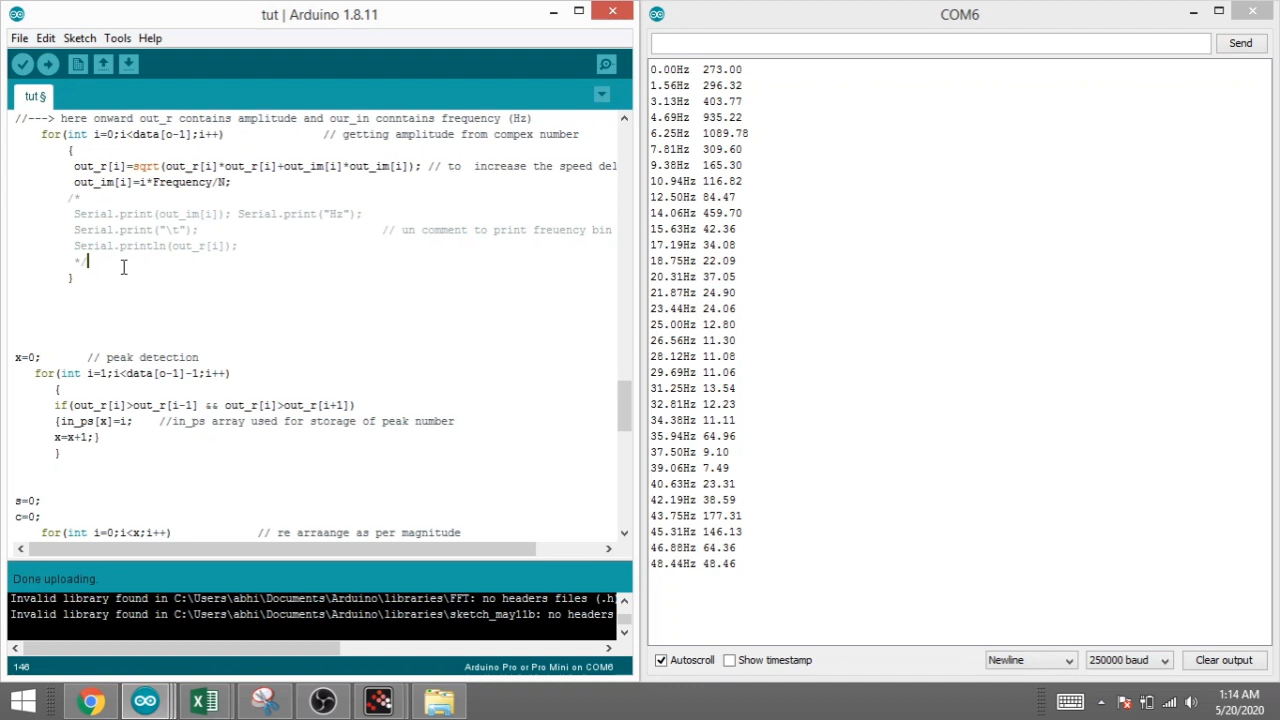 tut | Arduino 1.8.11
File Edit Sketch Tools Help
tut §
//---> here onward out_r contains amplitude and our_in conntains frequency (Hz)
for(int i=0;i<data[o-1];i++) // getting amplitude from compex number
{
out_r[i]=sqrt(out_r[i]*out_r[i]+out_im[i]*out_im[i]); // to increase the speed del
out_im[i]=i*Frequency/N;
/*
Serial.print(out_im[i]); Serial.print("Hz");
Serial.print("\t"); // un comment to print freuency bin
Serial.println(out_r[i]);
*/
}
x=0; // peak detection
for(int i=1;i<data[o-1]-1;i++)
{
if(out_r[i]>out_r[i-1] && out_r[i]>out_r[i+1])
{in_ps[x]=i; //in_ps array used for storage of peak number
x=x+1;}
}
s=0;
c=0;
for(int i=0;i<x;i++) // re arraange as per magnitude
Done uploading.
Invalid library found in C:\Users\abhi\Documents\Arduino\libraries\FFT: no headers files (.h
Invalid library found in C:\Users\abhi\Documents\Arduino\libraries\sketch_may11b: no headers
146 Arduino Pro or Pro Mini on COM6
COM6
Send
0.00Hz 273.00
1.56Hz 296.32
3.13Hz 403.77
4.69Hz 935.22
6.25Hz 1089.78
7.81Hz 309.60
9.38Hz 165.30
10.94Hz 116.82
12.50Hz 84.47
14.06Hz 459.70
15.63Hz 42.36
17.19Hz 34.08
18.75Hz 22.09
20.31Hz 37.05
21.87Hz 24.90
23.44Hz 24.06
25.00Hz 12.80
26.56Hz 11.30
28.12Hz 11.08
29.69Hz 11.06
31.25Hz 13.54
32.81Hz 12.23
34.38Hz 11.11
35.94Hz 64.96
37.50Hz 9.10
39.06Hz 7.49
40.63Hz 23.31
42.19Hz 38.59
43.75Hz 177.31
45.31Hz 146.13
46.88Hz 64.36
48.44Hz 48.46
Autoscroll Show timestamp Newline 250000 baud Clear output
1:14 AM
5/20/2020